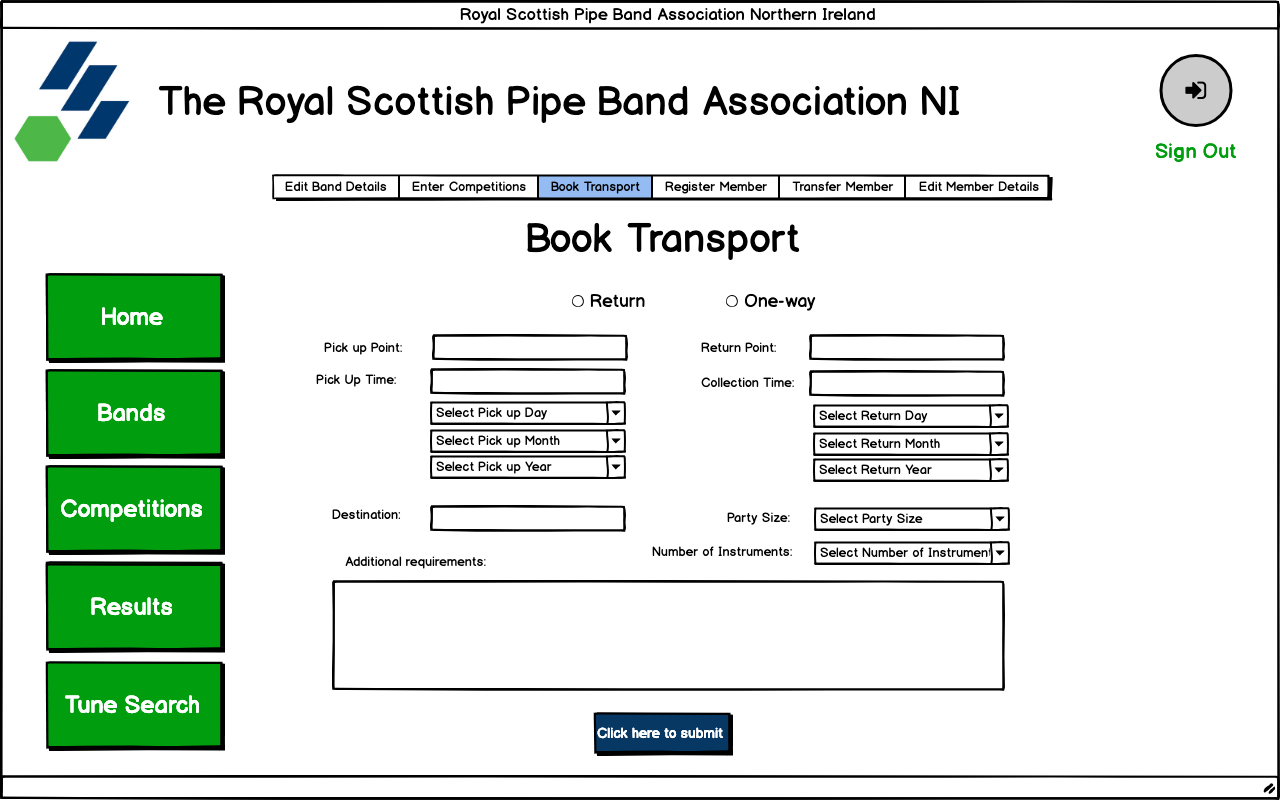 Royal Scottish Pipe Band Association Northern Ireland
The Royal Scottish Pipe Band Association NI
Sign Out
Edit Band Details Enter Competitions Book Transport Register Member Transfer Member Edit Member Details
Book Transport
Home
Bands
Competitions
Results
Tune Search
Return One-way
Pick up Point:
Pick Up Time:
Select Pick up Day
Select Pick up Month
Select Pick up Year
Destination:
Return Point:
Collection Time:
Select Return Day
Select Return Month
Select Return Year
Party Size: Select Party Size
Number of Instruments: Select Number of Instrumen
Additional requirements:
Click here to submit